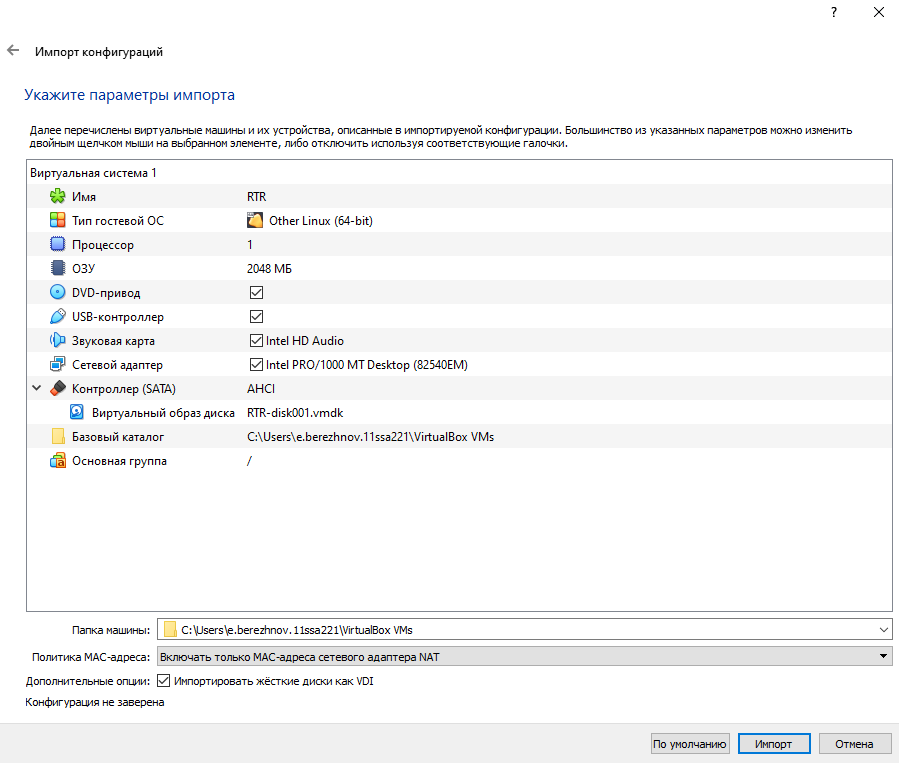 ?
Импорт конфигураций
Укажите параметры импорта
Далее перечислены виртуальные машины и их устройства, описанные в импортируемой конфигурации. Большинство из указанных параметров можно изменить
двойным щелчком мыши на выбранном элементе, либо отключить используя соответствующие галочки.
Виртуальная система 1
Имя RTR
Тип гостевой ОС Other Linux (64-bit)
Процессор 1
ОЗУ 2048 МБ
DVD-привод
USB-контроллер
Звуковая карта Intel HD Audio
Сетевой адаптер Intel PRO/1000 MT Desktop (82540EM)
Контроллер (SATA) AHCI
Виртуальный образ диска RTR-disk001.vmdk
Базовый каталог C:\Users\e.berezhnov.11ssa221\VirtualBox VMs
Основная группа /
Папка машины: C:\Users\e.berezhnov.11ssa221\VirtualBox VMs
Политика MAC-адреса: Включать только MAC-адреса сетевого адаптера NAT
Дополнительные опции: Импортировать жёсткие диски как VDI
Конфигурация не заверена
По умолчанию Импорт Отмена